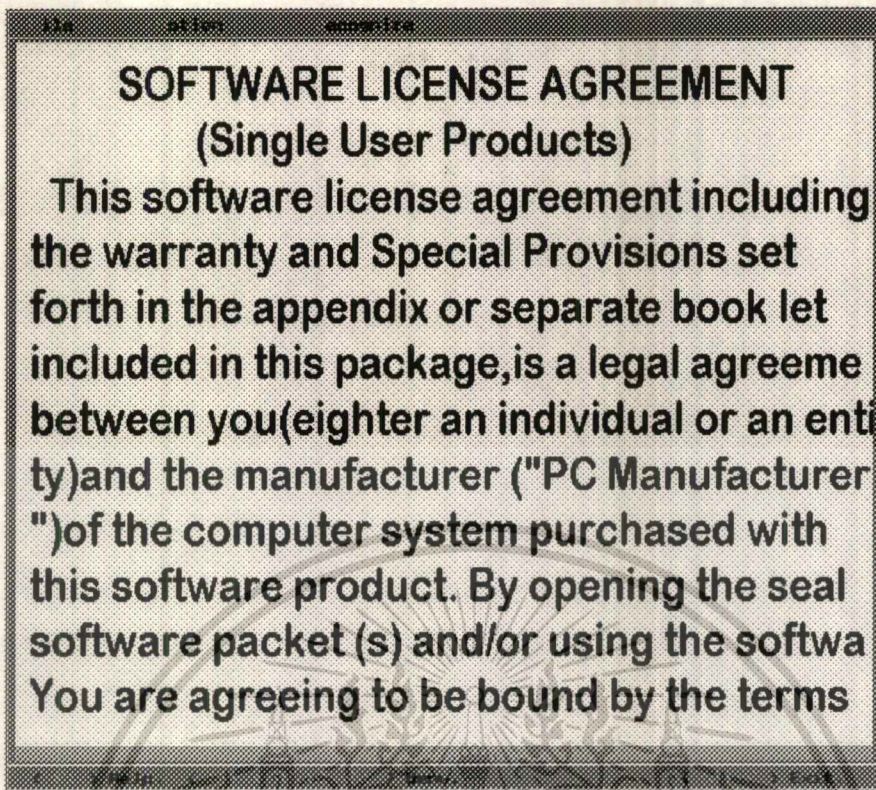 SOFTWARE LICENSE AGREEMENT
(Single User Products)
This software license agreement including
the warranty and Special Provisions set
forth in the appendix or separate book let
included in this package,is a legal agreeme
between you(eighter an individual or an enti
ty)and the manufacturer ("PC Manufacturer
")of the computer system purchased with
this software product. By opening the seal
software packet (s) and/or using the softwa
You are agreeing to be bound by the terms
Exit